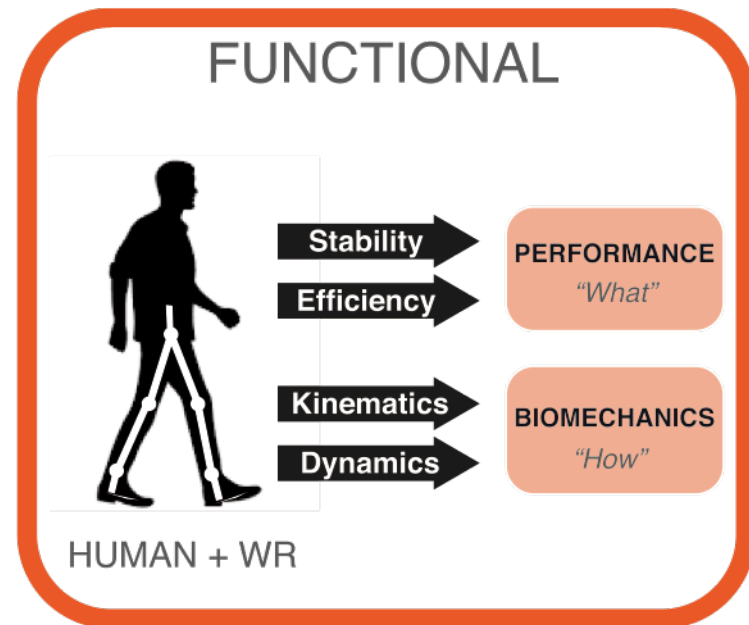 FUNCTIONAL
Stability
Efficiency
PERFORMANCE
“What”
Kinematics
Dynamics
BIOMECHANICS
“How”
HUMAN + WR